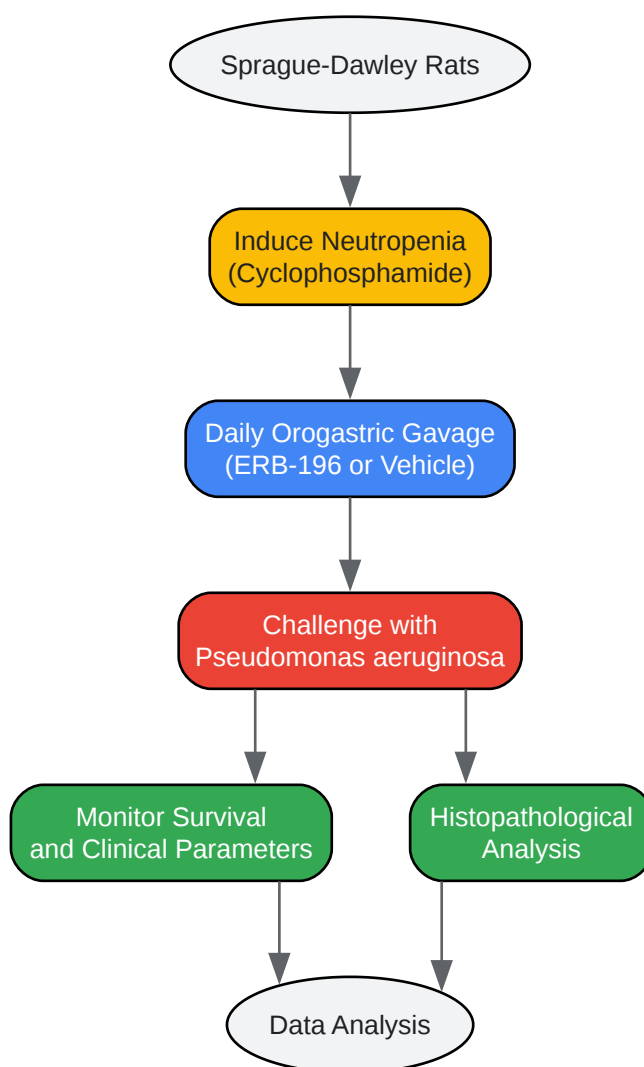 Sprague-Dawley Rats
Induce Neutropenia
(Cyclophosphamide)
Daily Orogastric Gavage
(ERB-196 or Vehicle)
Challenge with
Pseudomonas aeruginosa
Monitor Survival
and Clinical Parameters
Histopathological
Analysis
Data Analysis